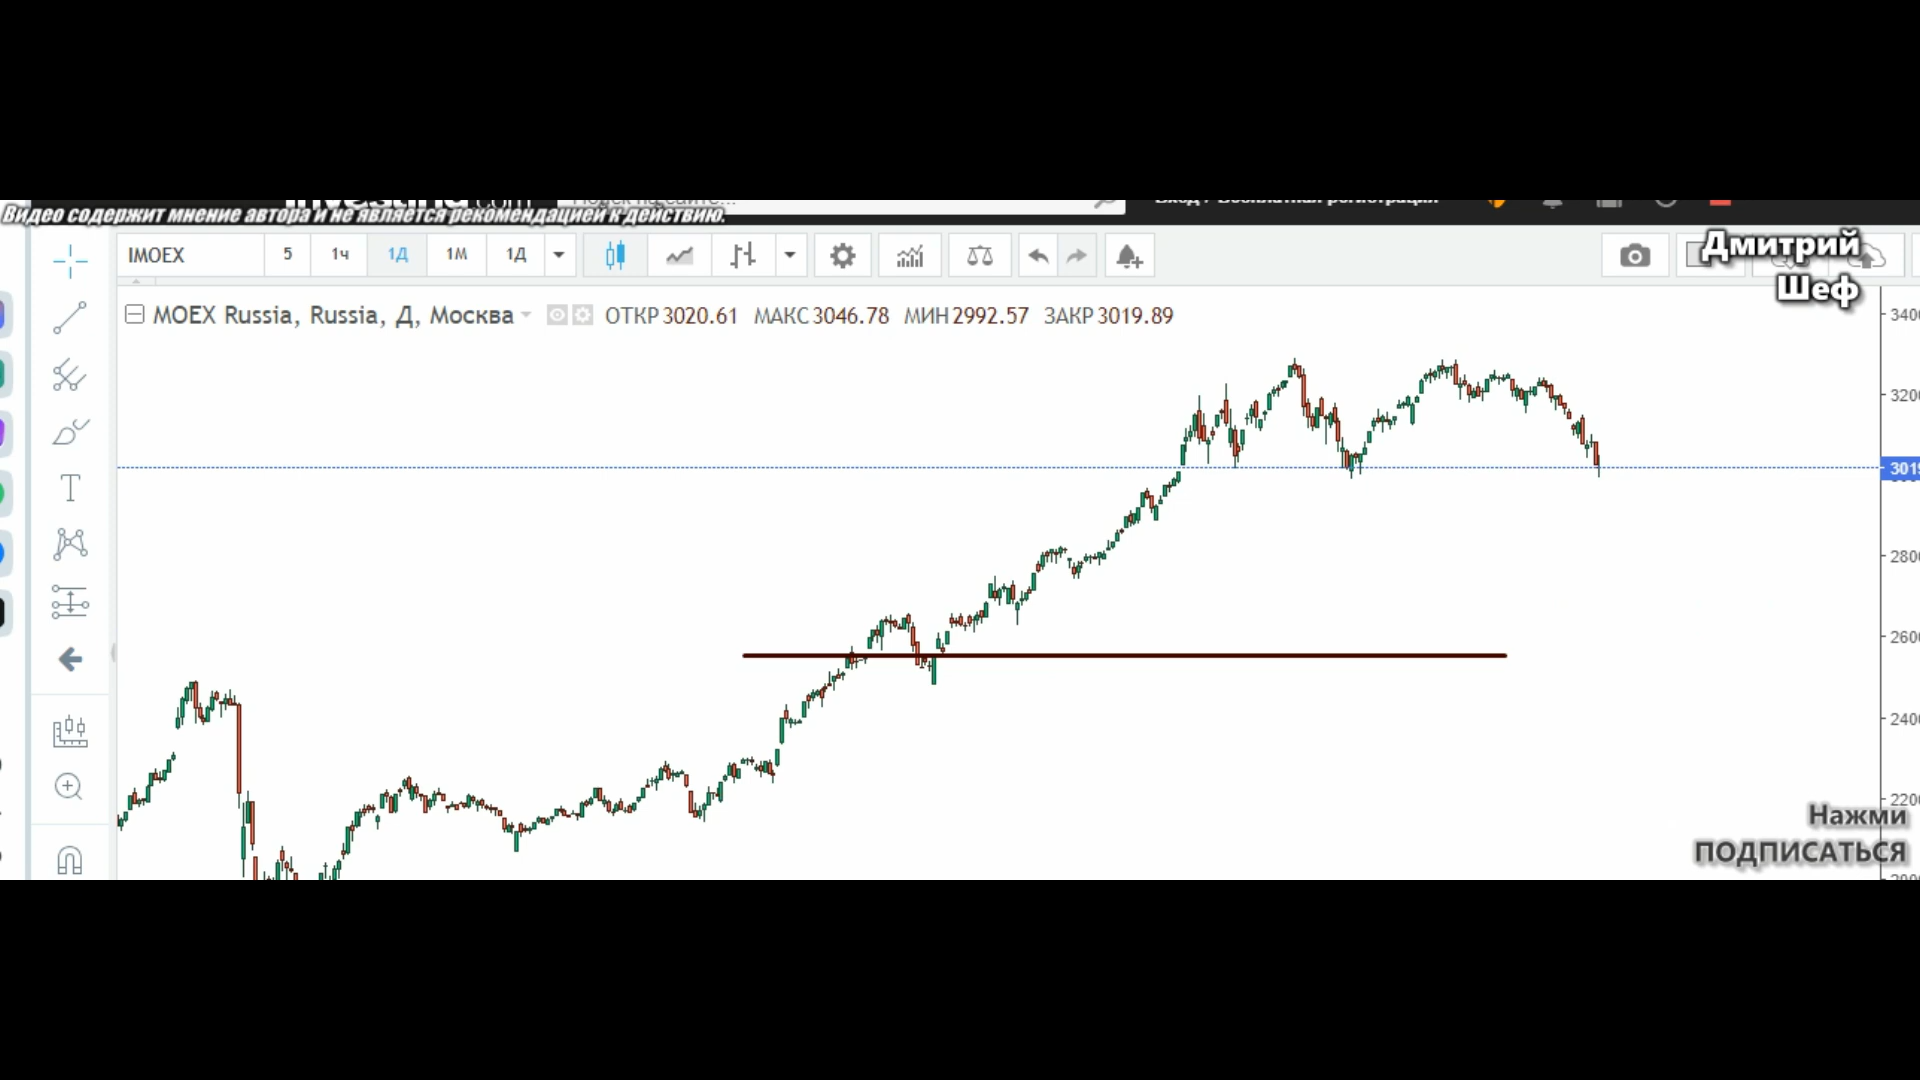 Видео содержит мнение автора и не является рекомендацией к действию.
Дмитрий
Шеф
IMOEX 5 1ч 1Д 1М 1Д
MOEX Russia, Russia, Д, Москва ОТКР 3020.61 МАКС 3046.78 МИН 2992.57 ЗАКР 3019.89
3400
3200
3019
2800
2600
2400
2200
Нажми
ПОДПИСАТЬСЯ